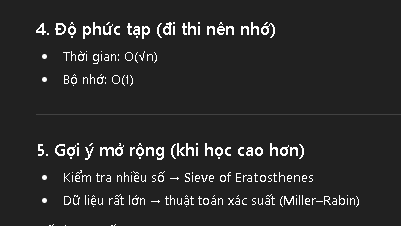 4. Độ phức tạp (đi thi nên nhớ)
• Thời gian: O(√n)
• Bộ nhớ: O(1)
5. Gợi ý mở rộng (khi học cao hơn)
• Kiểm tra nhiều số → Sieve of Eratosthenes
• Dữ liệu rất lớn → thuật toán xác suất (Miller–Rabin)